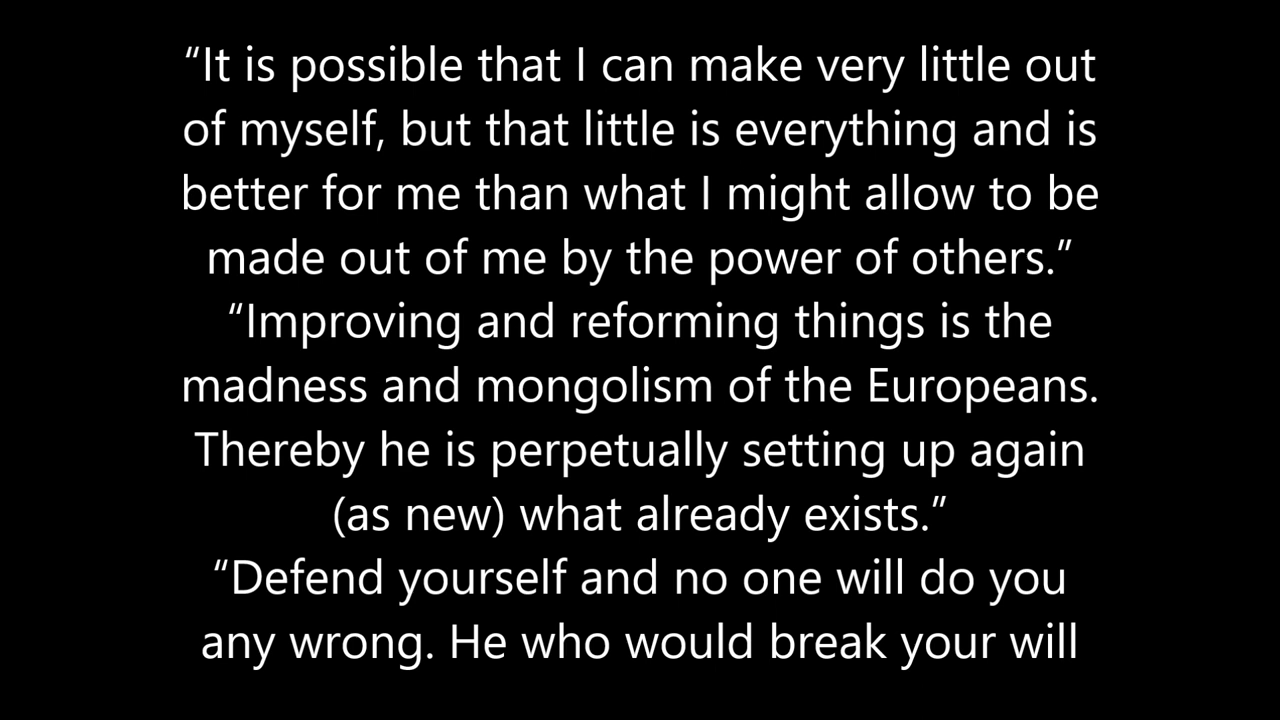 “It is possible that I can make very little out
of myself, but that little is everything and is
better for me than what I might allow to be
made out of me by the power of others.”
“Improving and reforming things is the
madness and mongolism of the Europeans.
Thereby he is perpetually setting up again
(as new) what already exists.”
“Defend yourself and no one will do you
any wrong. He who would break your will